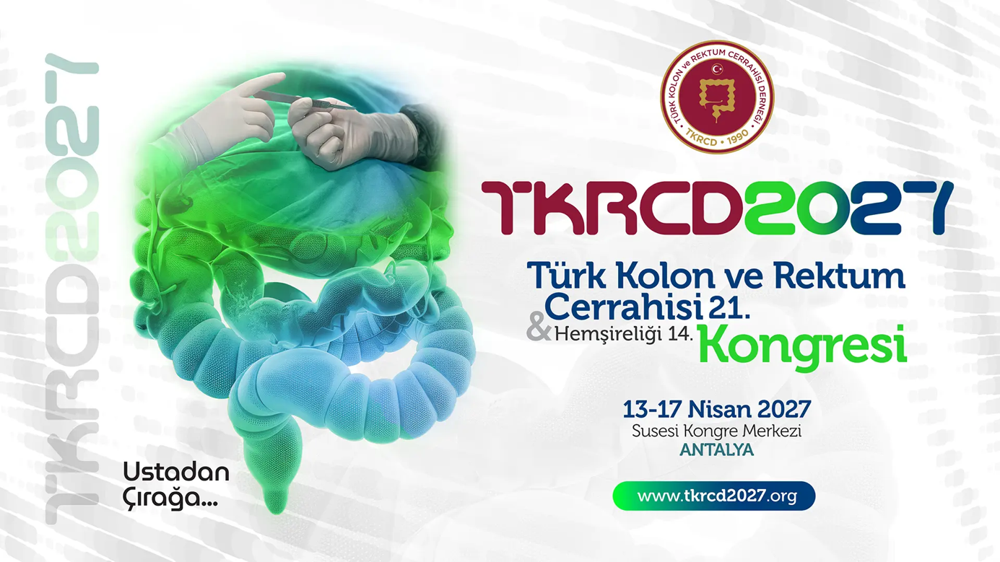 TKRCD2027
TÜRK KOLON ve REKTUM CERRAHİSİ DERNEĞİ
TKRCD • 1990
TKRCD2027
Türk Kolon ve Rektum
Cerrahisi 21.
& Hemşireliği 14.
Kongresi
13-17 Nisan 2027
Susesi Kongre Merkezi
ANTALYA
www.tkrcd2027.org
Ustadan
Çırağa...